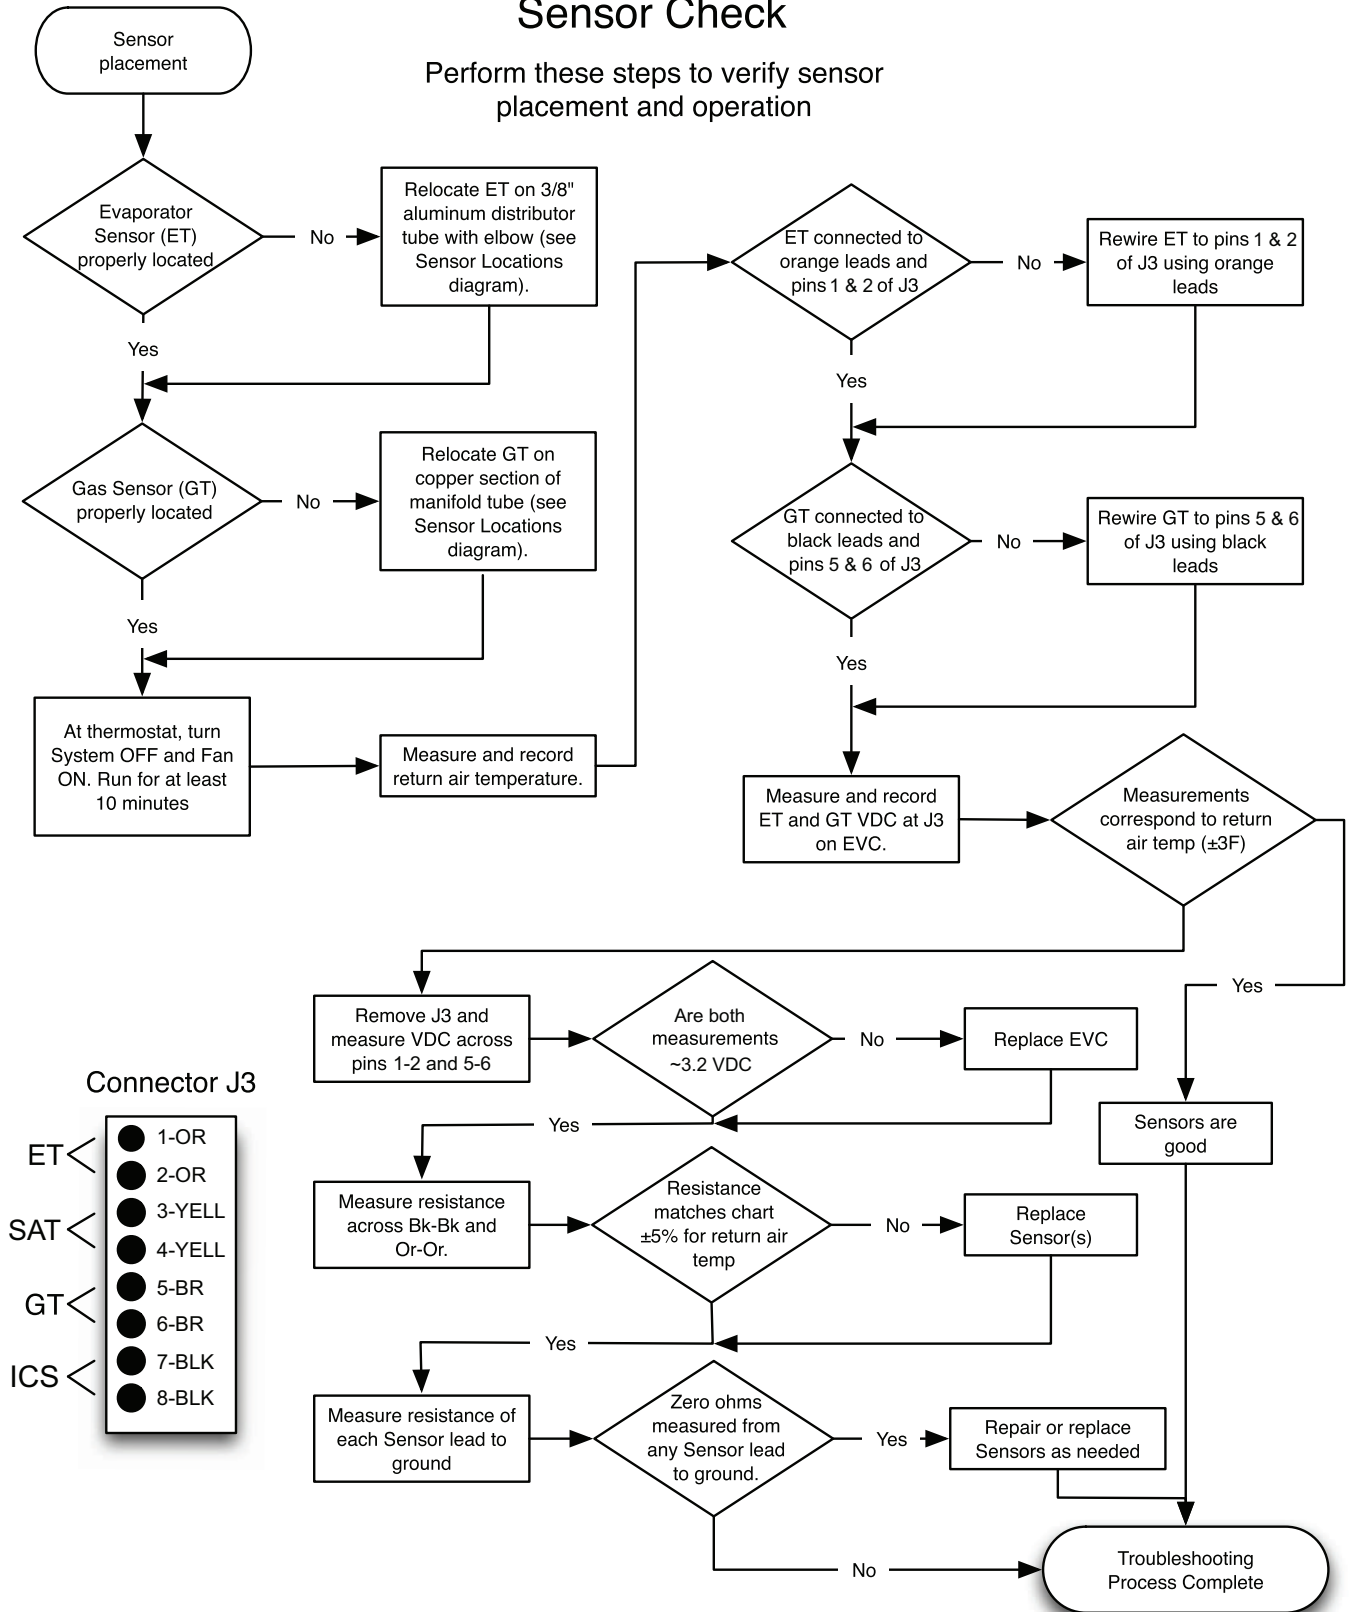 Sensor Check
Perform these steps to verify sensor
placement and operation
Sensor
placement
Evaporator
Sensor (ET)
properly located
No
Relocate ET on 3/8"
aluminum distributor
tube with elbow (see
Sensor Locations
diagram).
Yes
Gas Sensor (GT)
properly located
No
Relocate GT on
copper section of
manifold tube (see
Sensor Locations
diagram).
Yes
At thermostat, turn
System OFF and Fan
ON. Run for at least
10 minutes
Measure and record
return air temperature.
ET connected to
orange leads and
pins 1 & 2 of J3
No
Rewire ET to pins 1 & 2
of J3 using orange
leads
Yes
GT connected to
black leads and
pins 5 & 6 of J3
No
Rewire GT to pins 5 & 6
of J3 using black
leads
Yes
Measure and record
ET and GT VDC at J3
on EVC.
Measurements
correspond to return
air temp (±3F)
Yes
Sensors are
good
Remove J3 and
measure VDC across
pins 1-2 and 5-6
Are both
measurements
~3.2 VDC
No
Replace EVC
Yes
Measure resistance
across Bk-Bk and
Or-Or.
Resistance
matches chart
±5% for return air
temp
No
Replace
Sensor(s)
Yes
Measure resistance of
each Sensor lead to
ground
Zero ohms
measured from
any Sensor lead
to ground.
Yes
Repair or replace
Sensors as needed
No
Troubleshooting
Process Complete
Connector J3
ET
1-OR
2-OR
SAT
3-YELL
4-YELL
GT
5-BR
6-BR
ICS
7-BLK
8-BLK